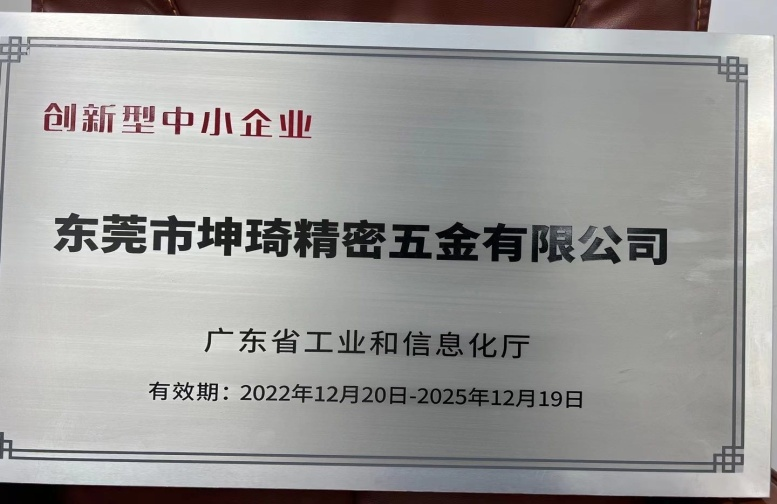 创新型中小企业
东莞市坤琦精密五金有限公司
广东省工业和信息化厅
有效期：2022年12月20日-2025年12月19日